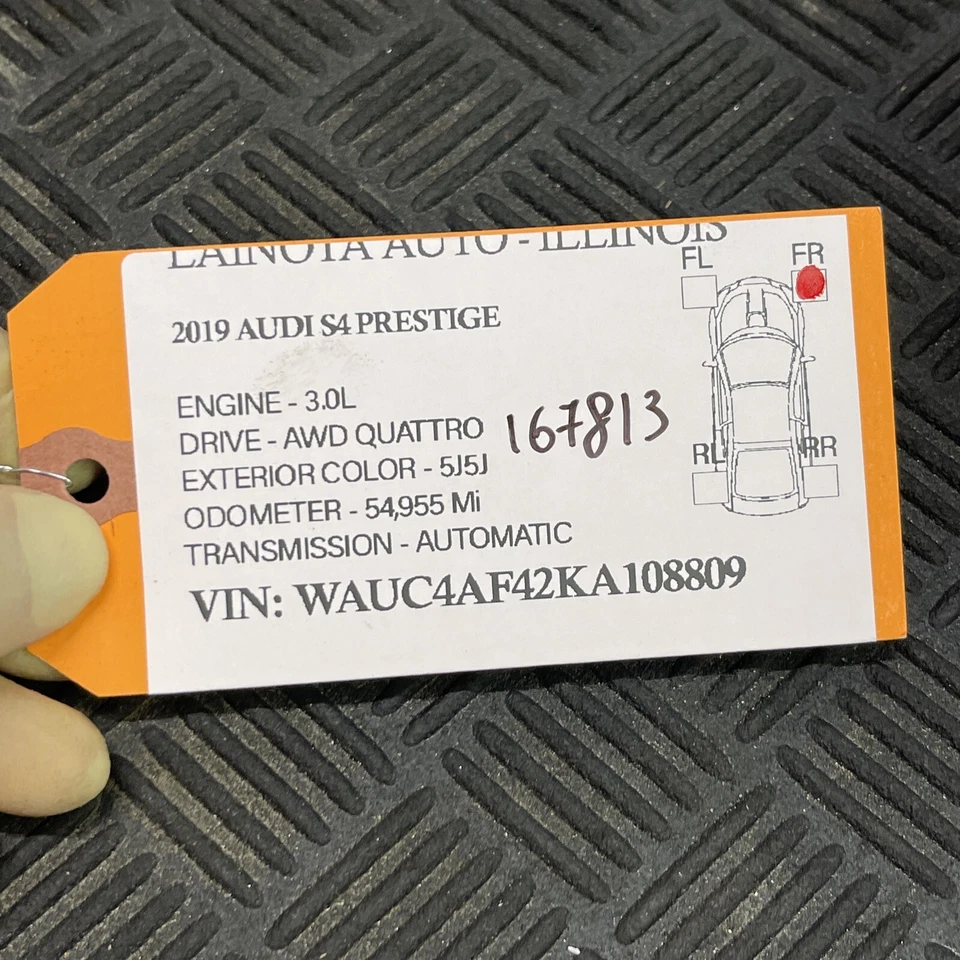 LAINOTA AUTO - ILLINOIS
FL
FR
2019 AUDI S4 PRESTIGE
ENGINE - 3.0L
DRIVE - AWD QUATTRO
167813
EXTERIOR COLOR - 5J5J
RL
RR
ODOMETER - 54,955 Mi
TRANSMISSION - AUTOMATIC
VIN: WAUC4AF42KA108809